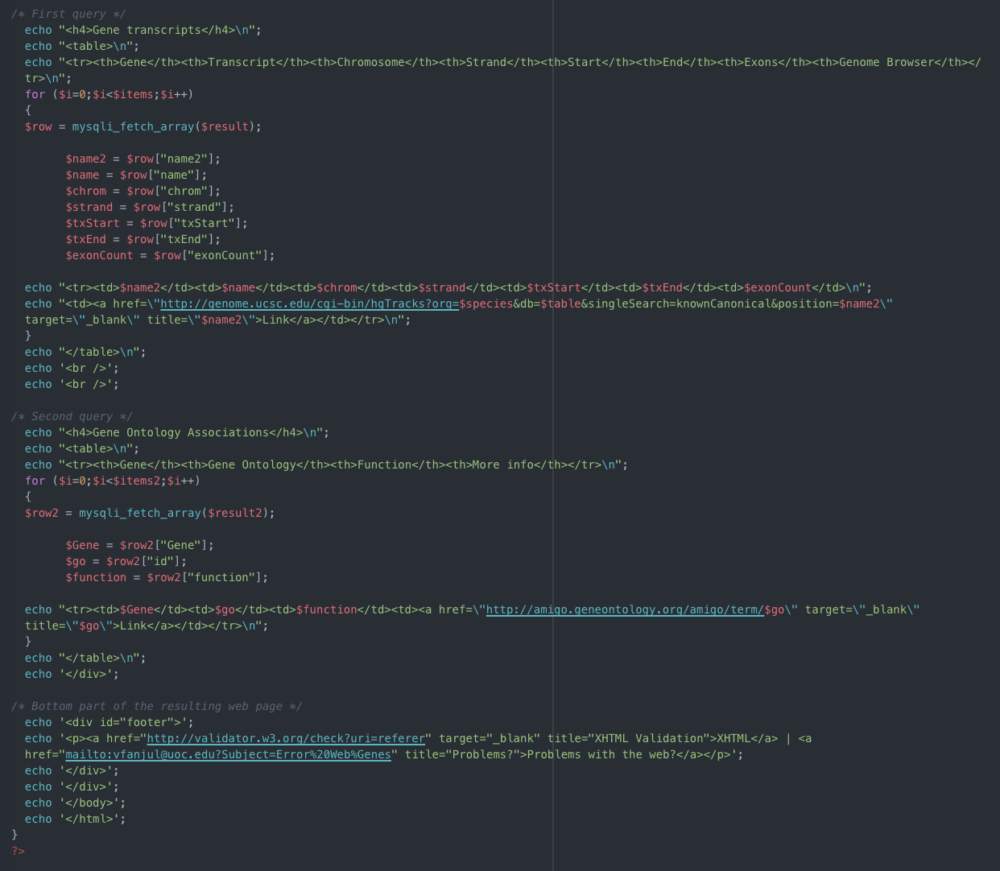 /* First query */
echo "<h4>Gene transcripts</h4>\n";
echo "<table>\n";
echo "<tr><th>Gene</th><th>Transcript</th><th>Chromosome</th><th>Strand</th><th>Start</th><th>End</th><th>Exons</th><th>Genome Browser</th></
tr>\n";
for ($i=0;$i<$items;$i++)
{
$row = mysqli_fetch_array($result);
$name2 = $row["name2"];
$name = $row["name"];
$chrom = $row["chrom"];
$strand = $row["strand"];
$txStart = $row["txStart"];
$txEnd = $row["txEnd"];
$exonCount = $row["exonCount"];
echo "<tr><td>$name2</td><td>$name</td><td>$chrom</td><td>$strand</td><td>$txStart</td><td>$txEnd</td><td>$exonCount</td>\n";
echo "<td><a href=\"http://genome.ucsc.edu/cgi-bin/hgTracks?org=$species&db=$table&singleSearch=knownCanonical&position=$name2\"
target=\"_blank\" title=\"$name2\">Link</a></td></tr>\n";
}
echo "</table>\n";
echo '<br />';
echo '<br />';
/* Second query */
echo "<h4>Gene Ontology Associations</h4>\n";
echo "<table>\n";
echo "<tr><th>Gene</th><th>Gene Ontology</th><th>Function</th><th>More info</th></tr>\n";
for ($i=0;$i<$items2;$i++)
{
$row2 = mysqli_fetch_array($result2);
$Gene = $row2["Gene"];
$go = $row2["id"];
$function = $row2["function"];
echo "<tr><td>$Gene</td><td>$go</td><td>$function</td><td><a href=\"http://amigo.geneontology.org/amigo/term/$go\" target=\"_blank\"
title=\"$go\">Link</a></td></tr>\n";
}
echo "</table>\n";
echo '</div>';
/* Bottom part of the resulting web page */
echo '<div id="footer">';
echo '<p><a href="http://validator.w3.org/check?uri=referer" target="_blank" title="XHTML Validation">XHTML</a> | <a
href="mailto:vfanjul@uoc.edu?Subject=Error%20Web%Genes" title="Problems?">Problems with the web?</a></p>';
echo '</div>';
echo '</div>';
echo '</body>';
echo '</html>';
}
?>